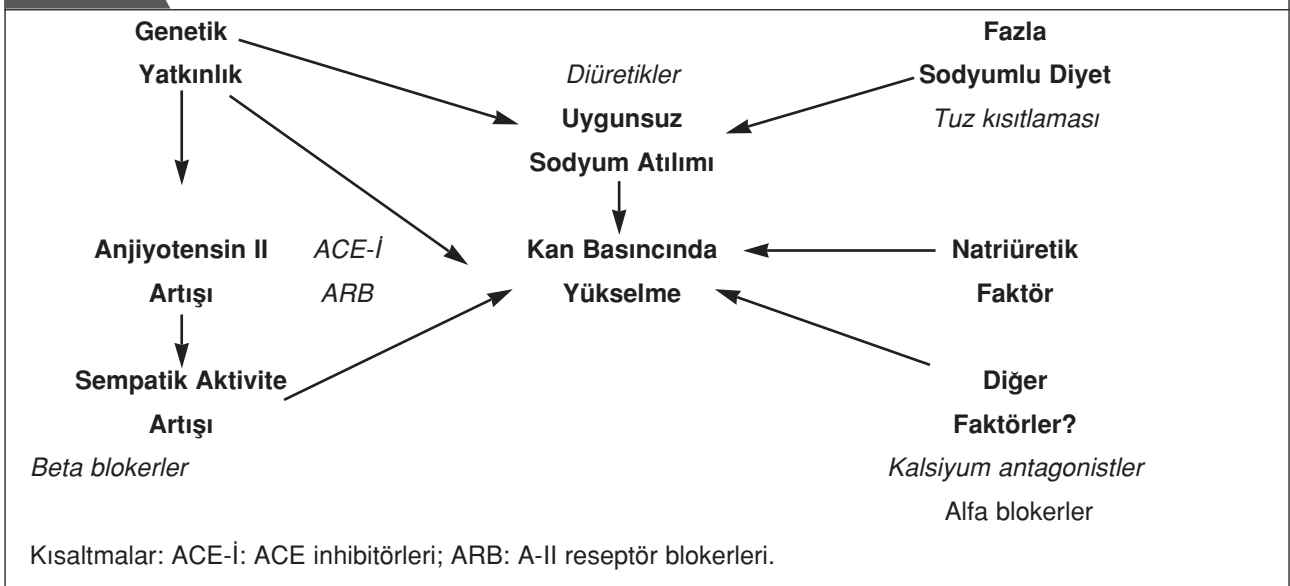 Genetik
Yatkınlık
Diüretikler
Uygunsuz
Sodyum Atılımı
Fazla
Sodyumlu Diyet
Tuz kısıtlaması
Anjiyotensin II
Artışı
ACE-İ
ARB
Kan Basıncında
Yükselme
Natriüretik
Faktör
Sempatik Aktivite
Artışı
Beta blokerler
Diğer
Faktörler?
Kalsiyum antagonistler
Alfa blokerler
Kısaltmalar: ACE-İ: ACE inhibitörleri; ARB: A-II reseptör blokerleri.